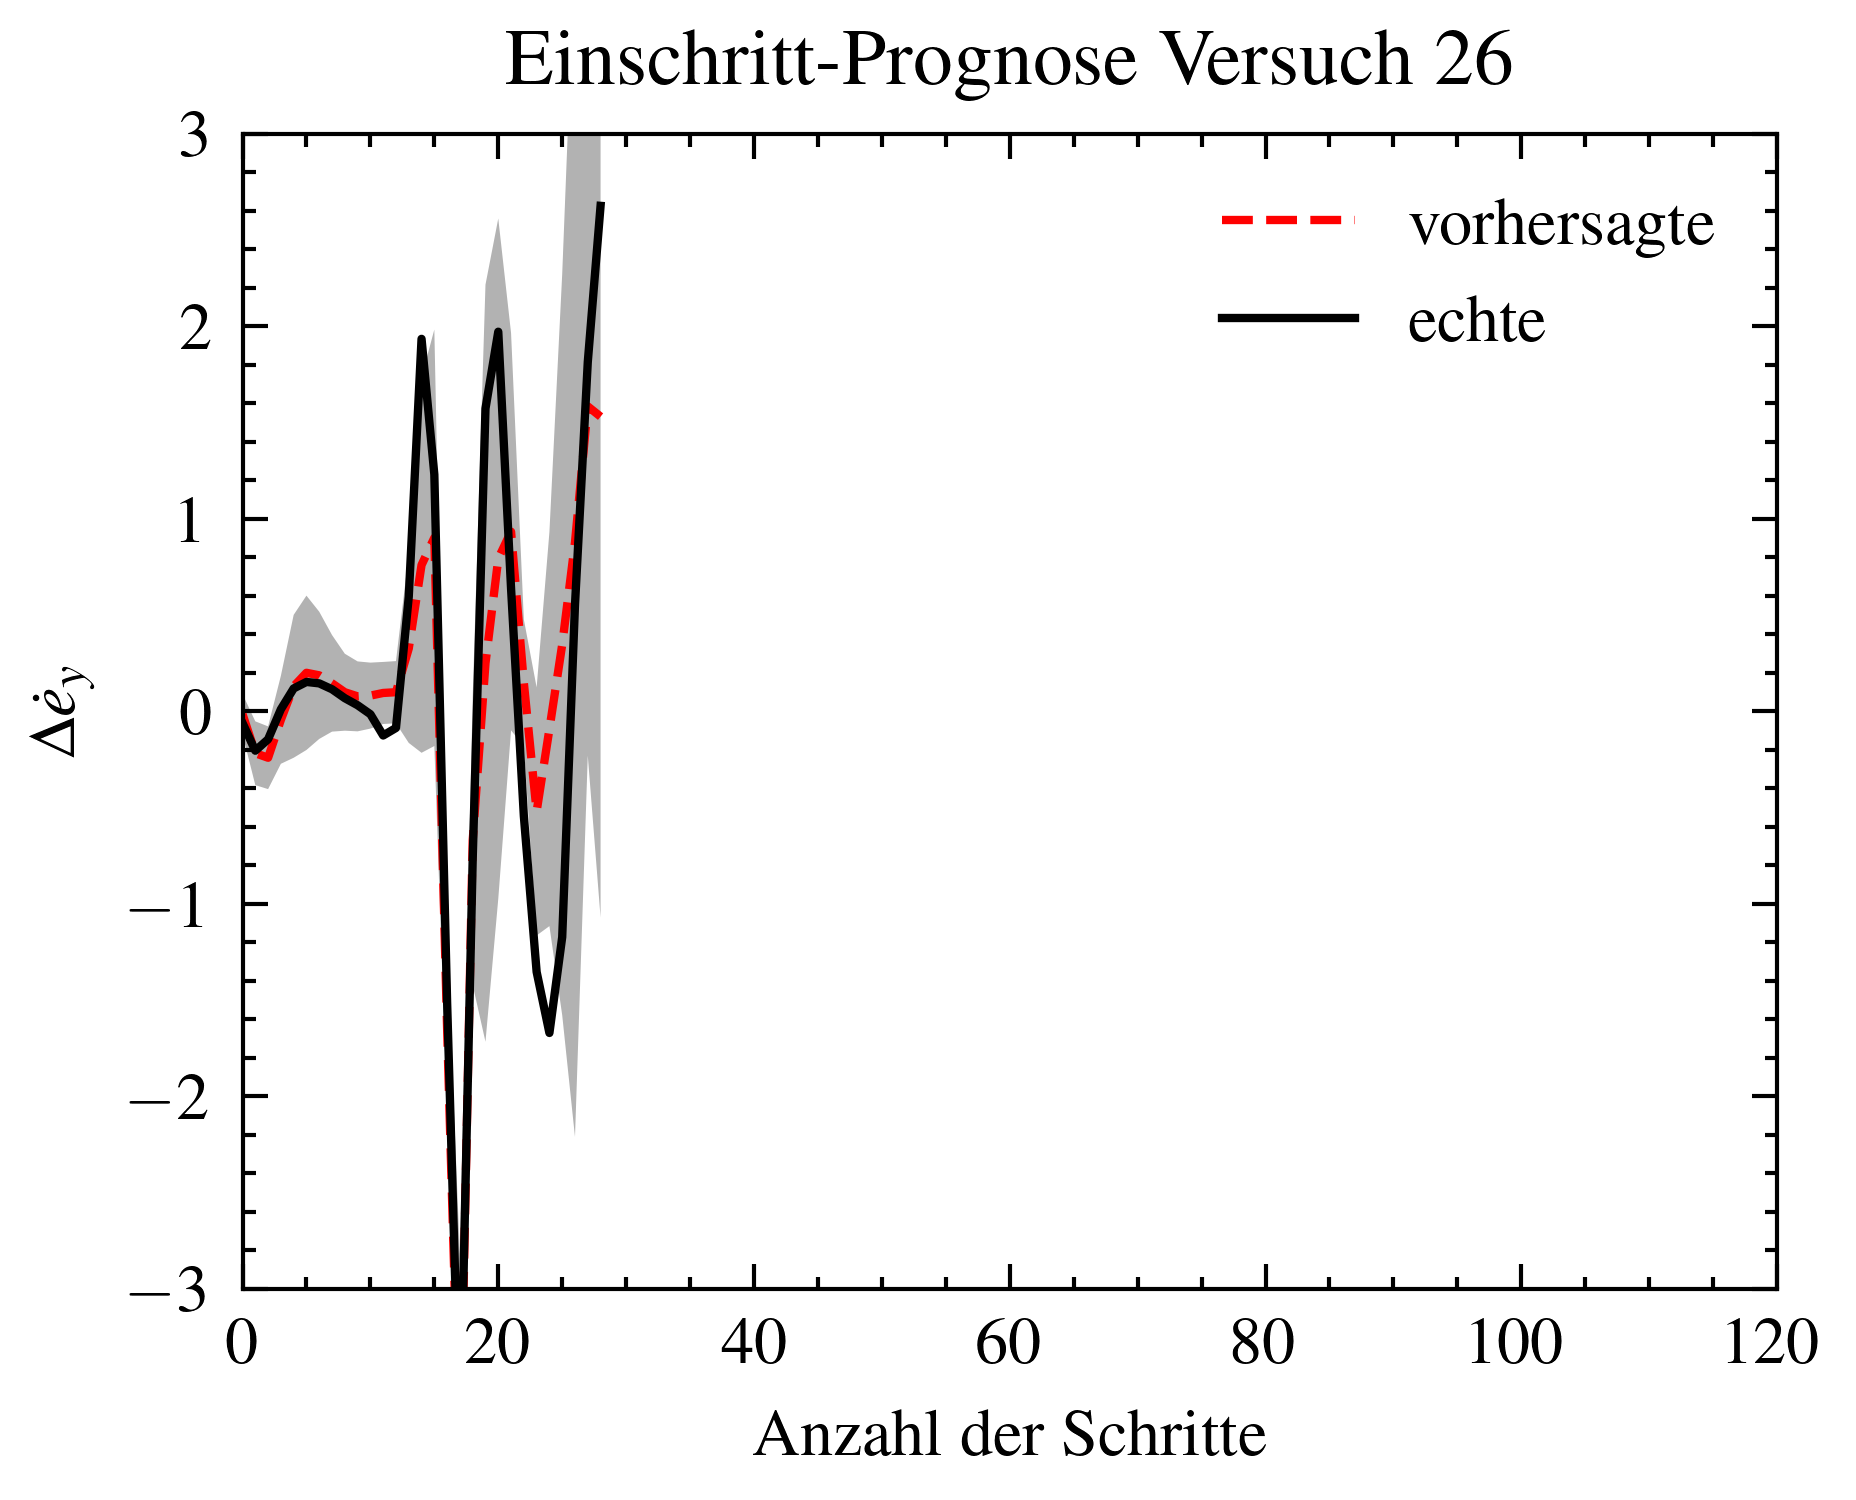 Einschritt-Prognose Versuch 26
3
2
1
0
−1
−2
−3
Δėy
vorhersagte
echte
0 20 40 60 80 100 120
Anzahl der Schritte